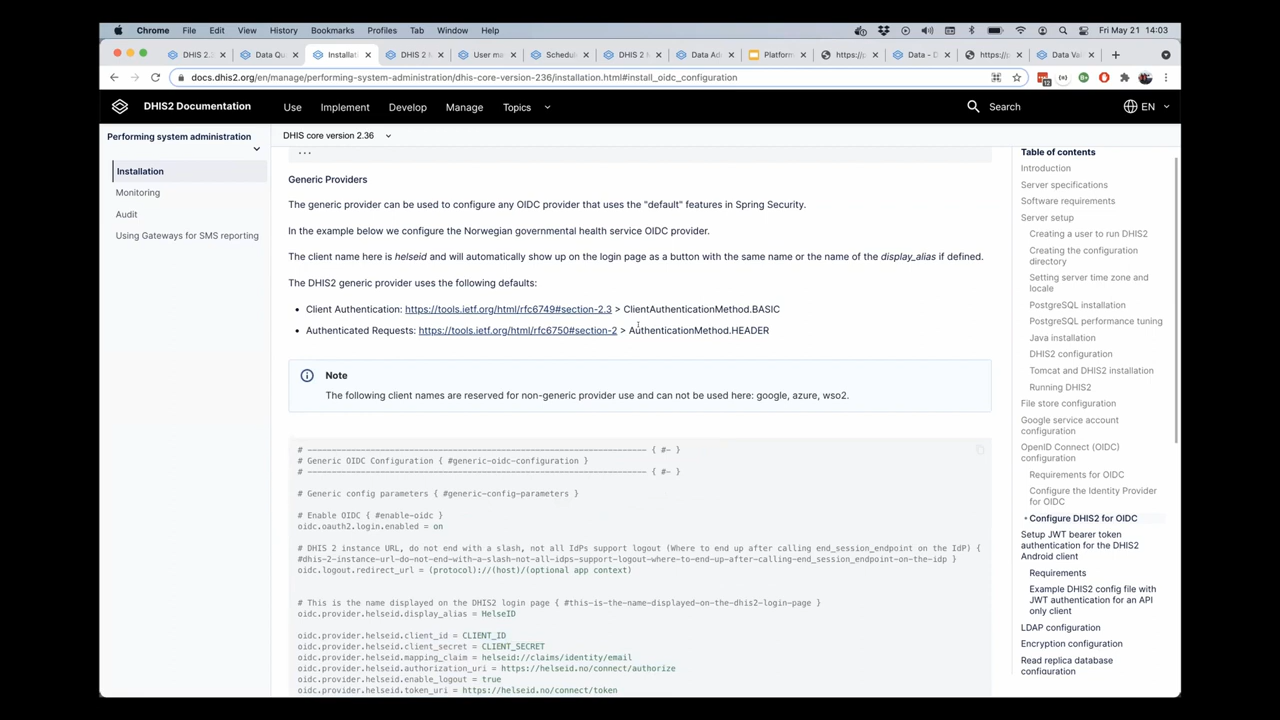 Chrome File Edit View History Bookmarks Profiles Tab Window Help
Fri May 21 14:03
DHIS 2. Data Qu Installa DHIS 2 User ma Schedul DHIS 2 Data Ad Platform https://p Data - D https://p Data Va
docs.dhis2.org/en/manage/performing-system-administration/dhis-core-version-236/installation.html#install_oidc_configuration
12
DHIS2 Documentation
Use Implement Develop Manage Topics
Search
EN
Performing system administration
Installation
Monitoring
Audit
Using Gateways for SMS reporting
DHIS core version 2.36
...
Generic Providers
The generic provider can be used to configure any OIDC provider that uses the "default" features in Spring Security.
In the example below we configure the Norwegian governmental health service OIDC provider.
The client name here is helseid and will automatically show up on the login page as a button with the same name or the name of the display_alias if defined.
The DHIS2 generic provider uses the following defaults:
• Client Authentication: https://tools.ietf.org/html/rfc6749#section-2.3 > ClientAuthenticationMethod.BASIC
• Authenticated Requests: https://tools.ietf.org/html/rfc6750#section-2 > AuthenticationMethod.HEADER
Note
The following client names are reserved for non-generic provider use and can not be used here: google, azure, wso2.
# ---------------------------------------------------------------- { #- }
# Generic OIDC Configuration { #generic-oidc-configuration }
# ---------------------------------------------------------------- { #- }
# Generic config parameters { #generic-config-parameters }
# Enable OIDC { #enable-oidc }
oidc.oauth2.login.enabled = on
# DHIS 2 instance URL, do not end with a slash, not all IdPs support logout (Where to end up after calling end_session_endpoint on the IdP) {
#dhis-2-instance-url-do-not-end-with-a-slash-not-all-idps-support-logout-where-to-end-up-after-calling-end_session_endpoint-on-the-idp }
oidc.logout.redirect_url = (protocol)://(host)/(optional app context)
# This is the name displayed on the DHIS2 login page { #this-is-the-name-displayed-on-the-dhis2-login-page }
oidc.provider.helseid.display_alias = HelseID
oidc.provider.helseid.client_id = CLIENT_ID
oidc.provider.helseid.client_secret = CLIENT_SECRET
oidc.provider.helseid.mapping_claim = helseid://claims/identity/email
oidc.provider.helseid.authorization_uri = https://helseid.no/connect/authorize
oidc.provider.helseid.enable_logout = true
oidc.provider.helseid.token_uri = https://helseid.no/connect/token
Table of contents
Introduction
Server specifications
Software requirements
Server setup
Creating a user to run DHIS2
Creating the configuration
directory
Setting server time zone and
locale
PostgreSQL installation
PostgreSQL performance tuning
Java installation
DHIS2 configuration
Tomcat and DHIS2 installation
Running DHIS2
File store configuration
Google service account
configuration
OpenID Connect (OIDC)
configuration
Requirements for OIDC
Configure the Identity Provider
for OIDC
• Configure DHIS2 for OIDC
Setup JWT bearer token
authentication for the DHIS2
Android client
Requirements
Example DHIS2 config file with
JWT authentication for an API
only client
LDAP configuration
Encryption configuration
Read replica database
configuration